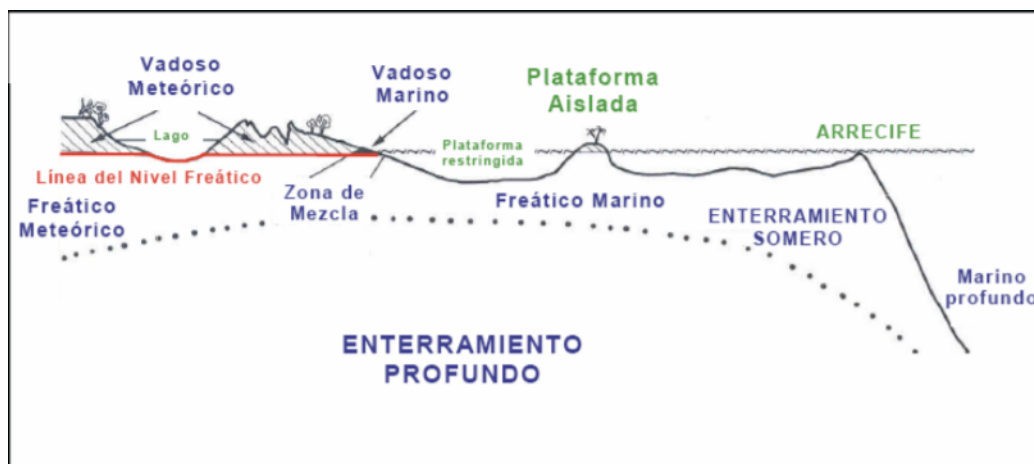 Vadoso
Meteórico
Vadoso
Marino
Plataforma
Aislada
Lago
Plataforma
restringida
ARRECIFE
Línea del Nivel Freático
Zona de
Mezcla
Freático
Meteórico
Freático Marino
ENTERRAMIENTO
SOMERO
Marino
profundo
ENTERRAMIENTO
PROFUNDO